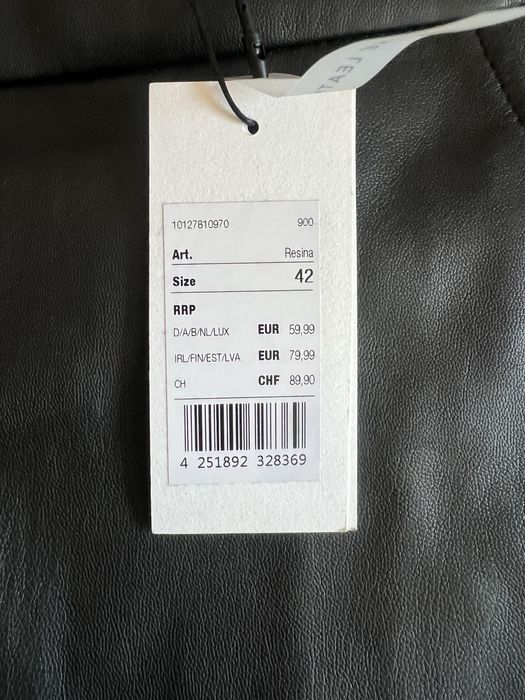 LEAT
10127810970 900
Art. Resina
Size 42
RRP
D/A/B/NL/LUX EUR 59,99
IRL/FIN/EST/LVA EUR 79,99
CH CHF 89,90
4 251892 328369